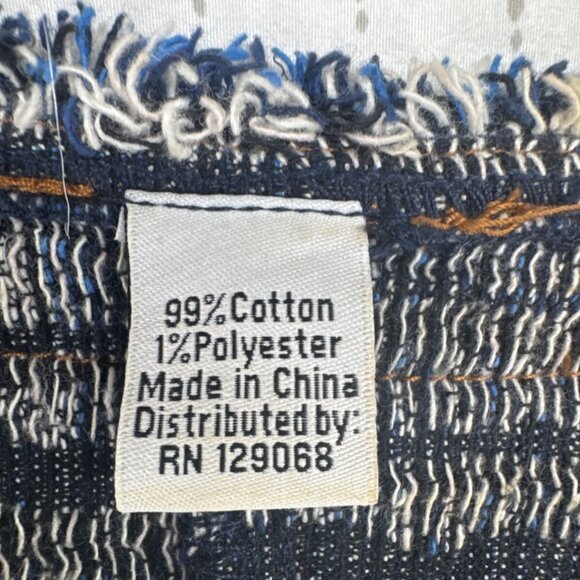 99%Cotton
1%Polyester
Made in China
Distributed by:
RN 129068